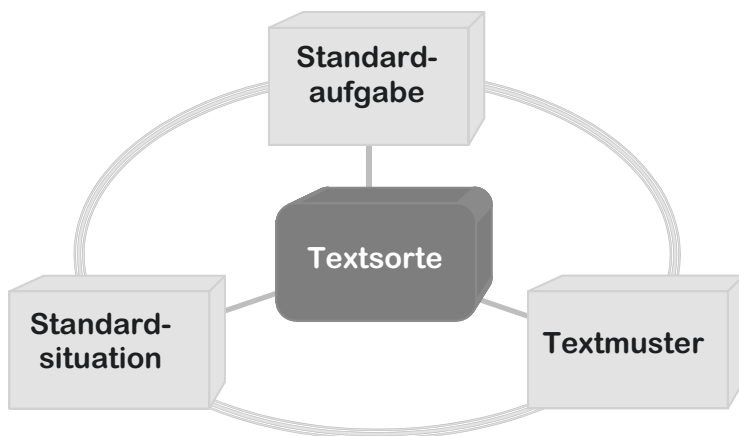 Standard-
aufgabe
Textsorte
Standard-
situation
Textmuster